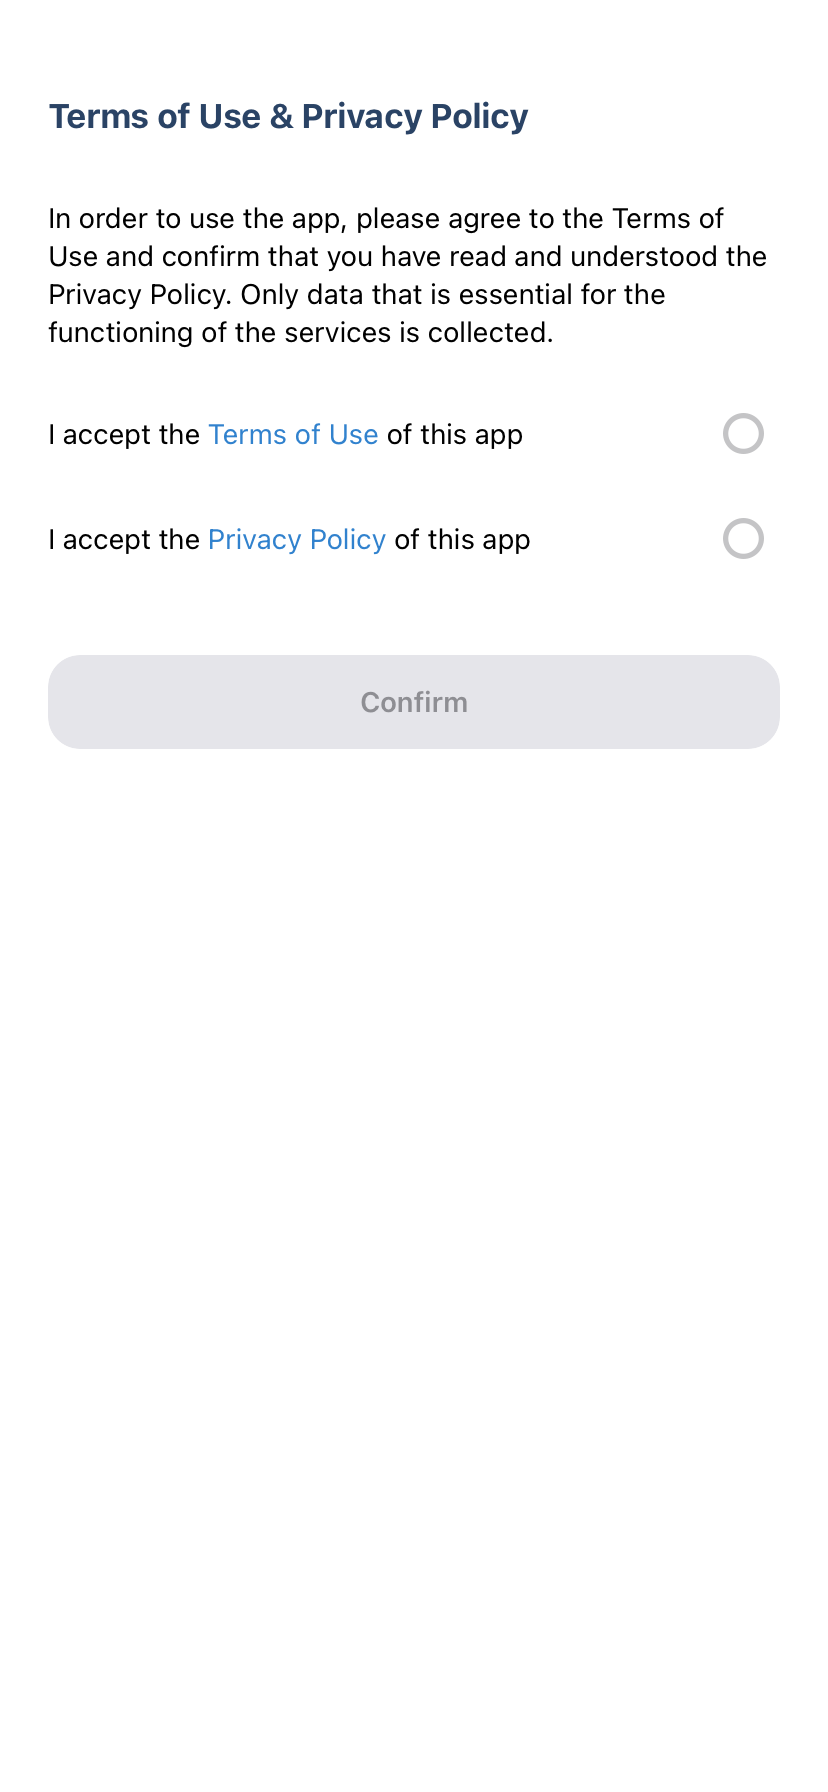 Terms of Use & Privacy Policy
In order to use the app, please agree to the Terms of
Use and confirm that you have read and understood the
Privacy Policy. Only data that is essential for the
functioning of the services is collected.
I accept the Terms of Use of this app
I accept the Privacy Policy of this app
Confirm